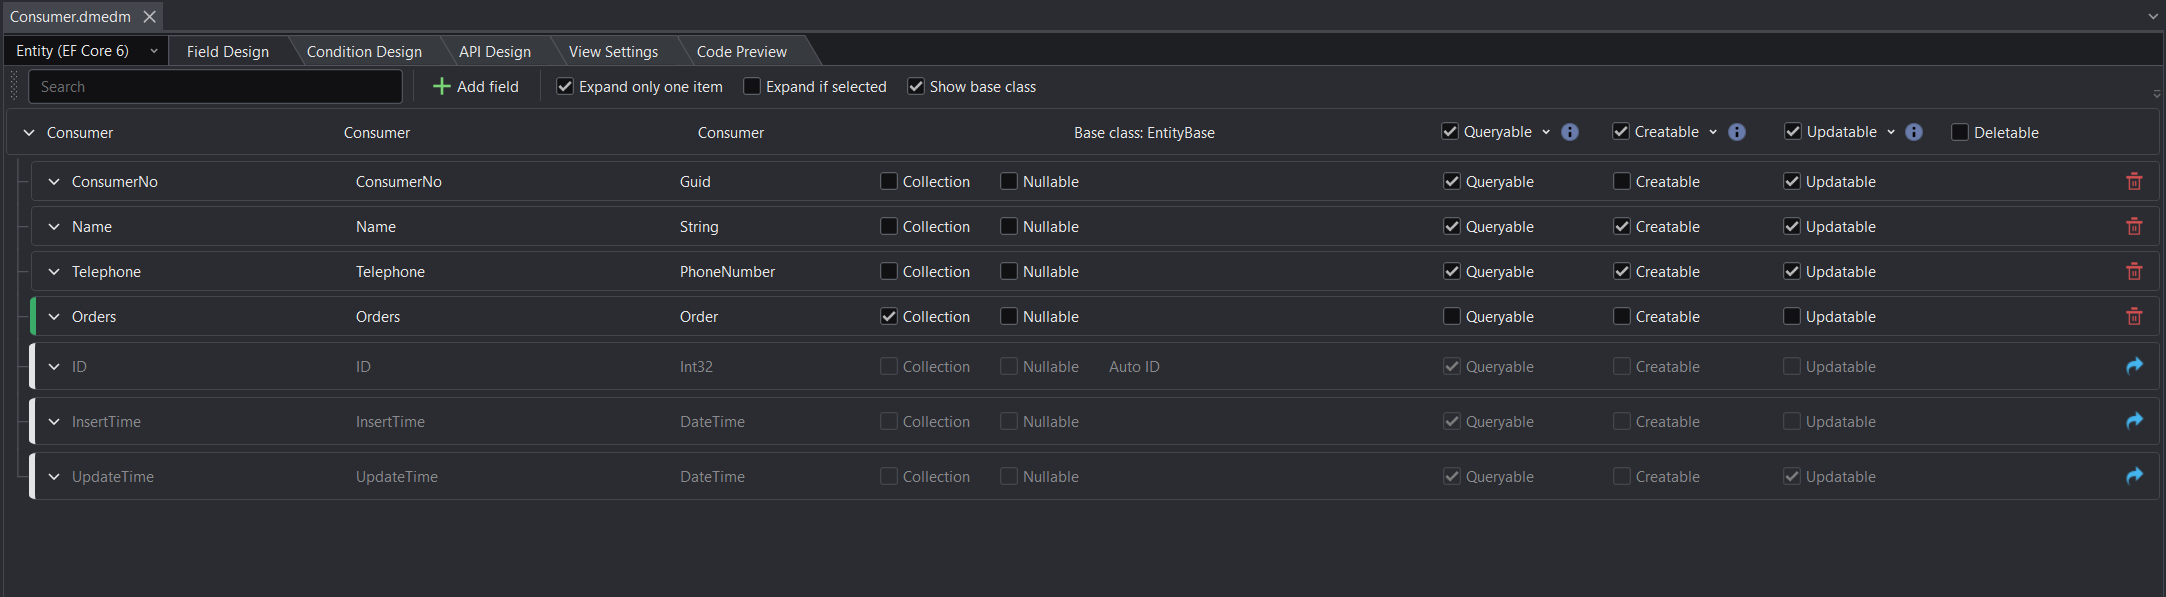 Consumer.dmedm
Entity (EF Core 6) Field Design Condition Design API Design View Settings Code Preview
Search Add field Expand only one item Expand if selected Show base class
Consumer Consumer Consumer Base class: EntityBase Queryable Creatable Updatable Deletable
ConsumerNo ConsumerNo Guid Collection Nullable Queryable Creatable Updatable
Name Name String Collection Nullable Queryable Creatable Updatable
Telephone Telephone PhoneNumber Collection Nullable Queryable Creatable Updatable
Orders Orders Order Collection Nullable Queryable Creatable Updatable
ID ID Int32 Collection Nullable Auto ID Queryable Creatable Updatable
InsertTime InsertTime DateTime Collection Nullable Queryable Creatable Updatable
UpdateTime UpdateTime DateTime Collection Nullable Queryable Creatable Updatable